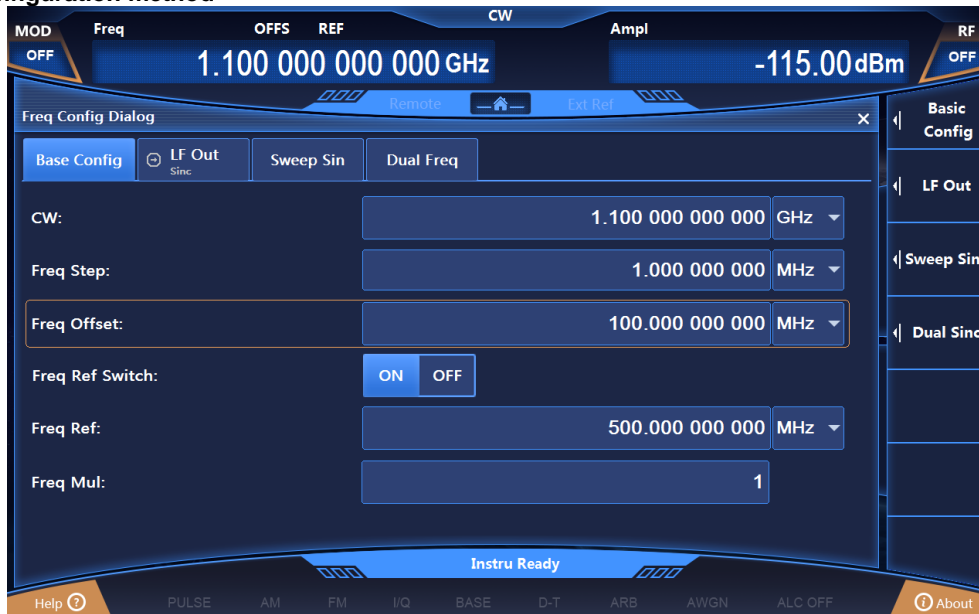 CW
MOD Freq OFFS REF Ampl RF
OFF 1.100 000 000 000 GHz -115.00 dBm OFF
Remote Ext Ref
Freq Config Dialog ×
Basic
Config
Base Config LF Out Sweep Sin Dual Freq
Sinc
LF Out
CW: 1.100 000 000 000 GHz
Freq Step: 1.000 000 000 MHz
Sweep Sin
Freq Offset: 100.000 000 000 MHz
Dual Sinc
Freq Ref Switch: ON OFF
Freq Ref: 500.000 000 000 MHz
Freq Mul: 1
Instru Ready
Help ? PULSE AM FM I/Q BASE D-T ARB AWGN ALC OFF i About